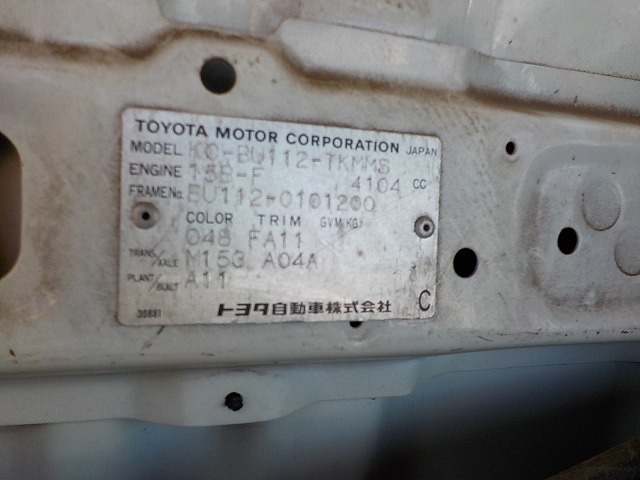 TOYOTA MOTOR CORPORATION JAPAN
MODEL KC-BU112-TKMMS
ENGINE 15B-F 4104 CC
FRAME No. BU112-0101200
COLOR TRIM GVM(KG)
048 FA11
TRANS/AXLE M153 A04A
PLANT/BUILT A11
30881 トヨタ自動車株式会社 C